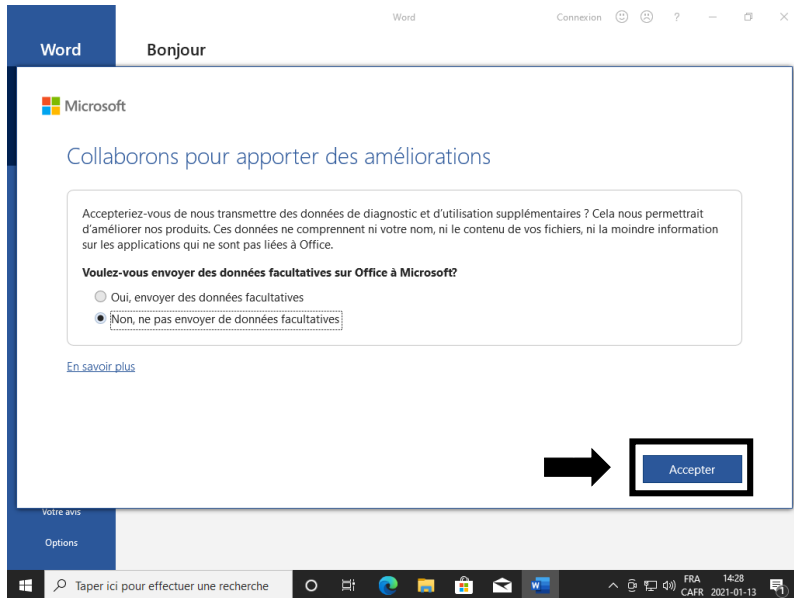 Word
Connexion
?
Word
Bonjour
Microsoft
Collaborons pour apporter des améliorations
Accepteriez-vous de nous transmettre des données de diagnostic et d'utilisation supplémentaires ? Cela nous permettrait
d'améliorer nos produits. Ces données ne comprennent ni votre nom, ni le contenu de vos fichiers, ni la moindre information
sur les applications qui ne sont pas liées à Office.
Voulez-vous envoyer des données facultatives sur Office à Microsoft?
Oui, envoyer des données facultatives
Non, ne pas envoyer de données facultatives
En savoir plus
Accepter
Votre avis
Options
Taper ici pour effectuer une recherche
W
FRA 14:28
CAFR 2021-01-13
1